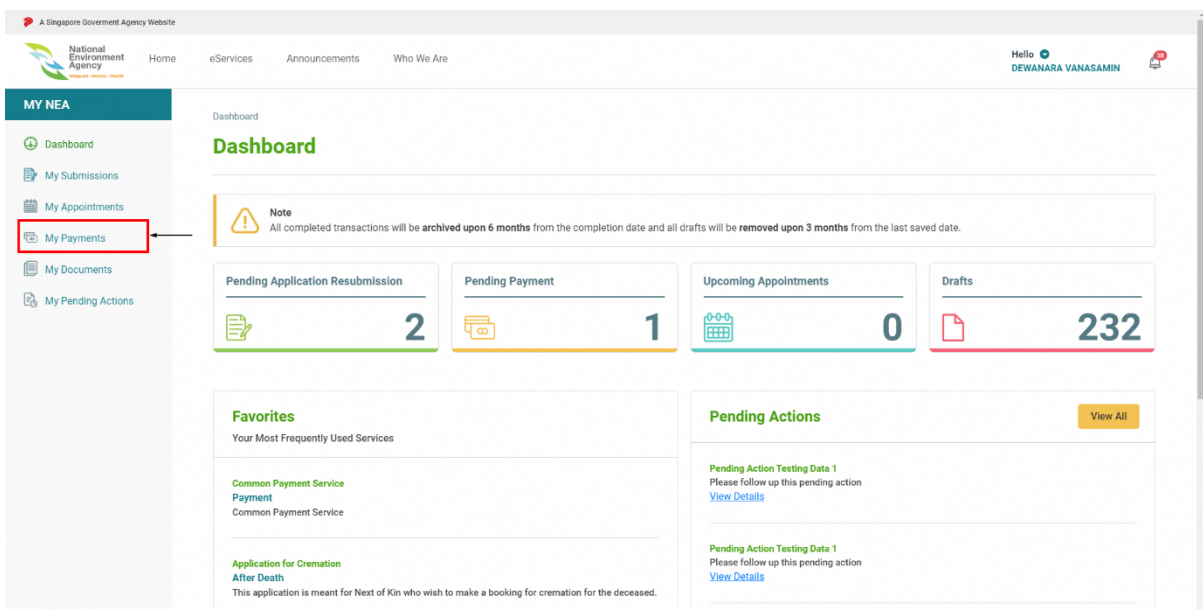 A Singapore Goverment Agency Website
National
Environment
Agency
Safeguard • Nurture • Cherish
Home
eServices
Announcements
Who We Are
Hello
DEWANARA VANASAMIN
MY NEA
Dashboard
My Submissions
My Appointments
My Payments
My Documents
My Pending Actions
Dashboard
Dashboard
Note
All completed transactions will be archived upon 6 months from the completion date and all drafts will be removed upon 3 months from the last saved date.
Pending Application Resubmission
2
Pending Payment
1
Upcoming Appointments
0
Drafts
232
Favorites
Your Most Frequently Used Services
Common Payment Service
Payment
Common Payment Service
Application for Cremation
After Death
This application is meant for Next of Kin who wish to make a booking for cremation for the deceased.
Pending Actions
View All
Pending Action Testing Data 1
Please follow up this pending action
View Details
Pending Action Testing Data 1
Please follow up this pending action
View Details